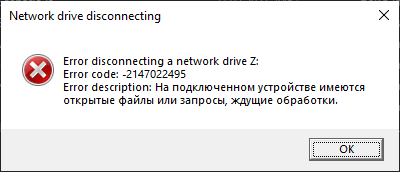 Network drive disconnecting
Error disconnecting a network drive Z:
Error code: -2147022495
Error description: На подключенном устройстве имеются
открытые файлы или запросы, ждущие обработки.
OK